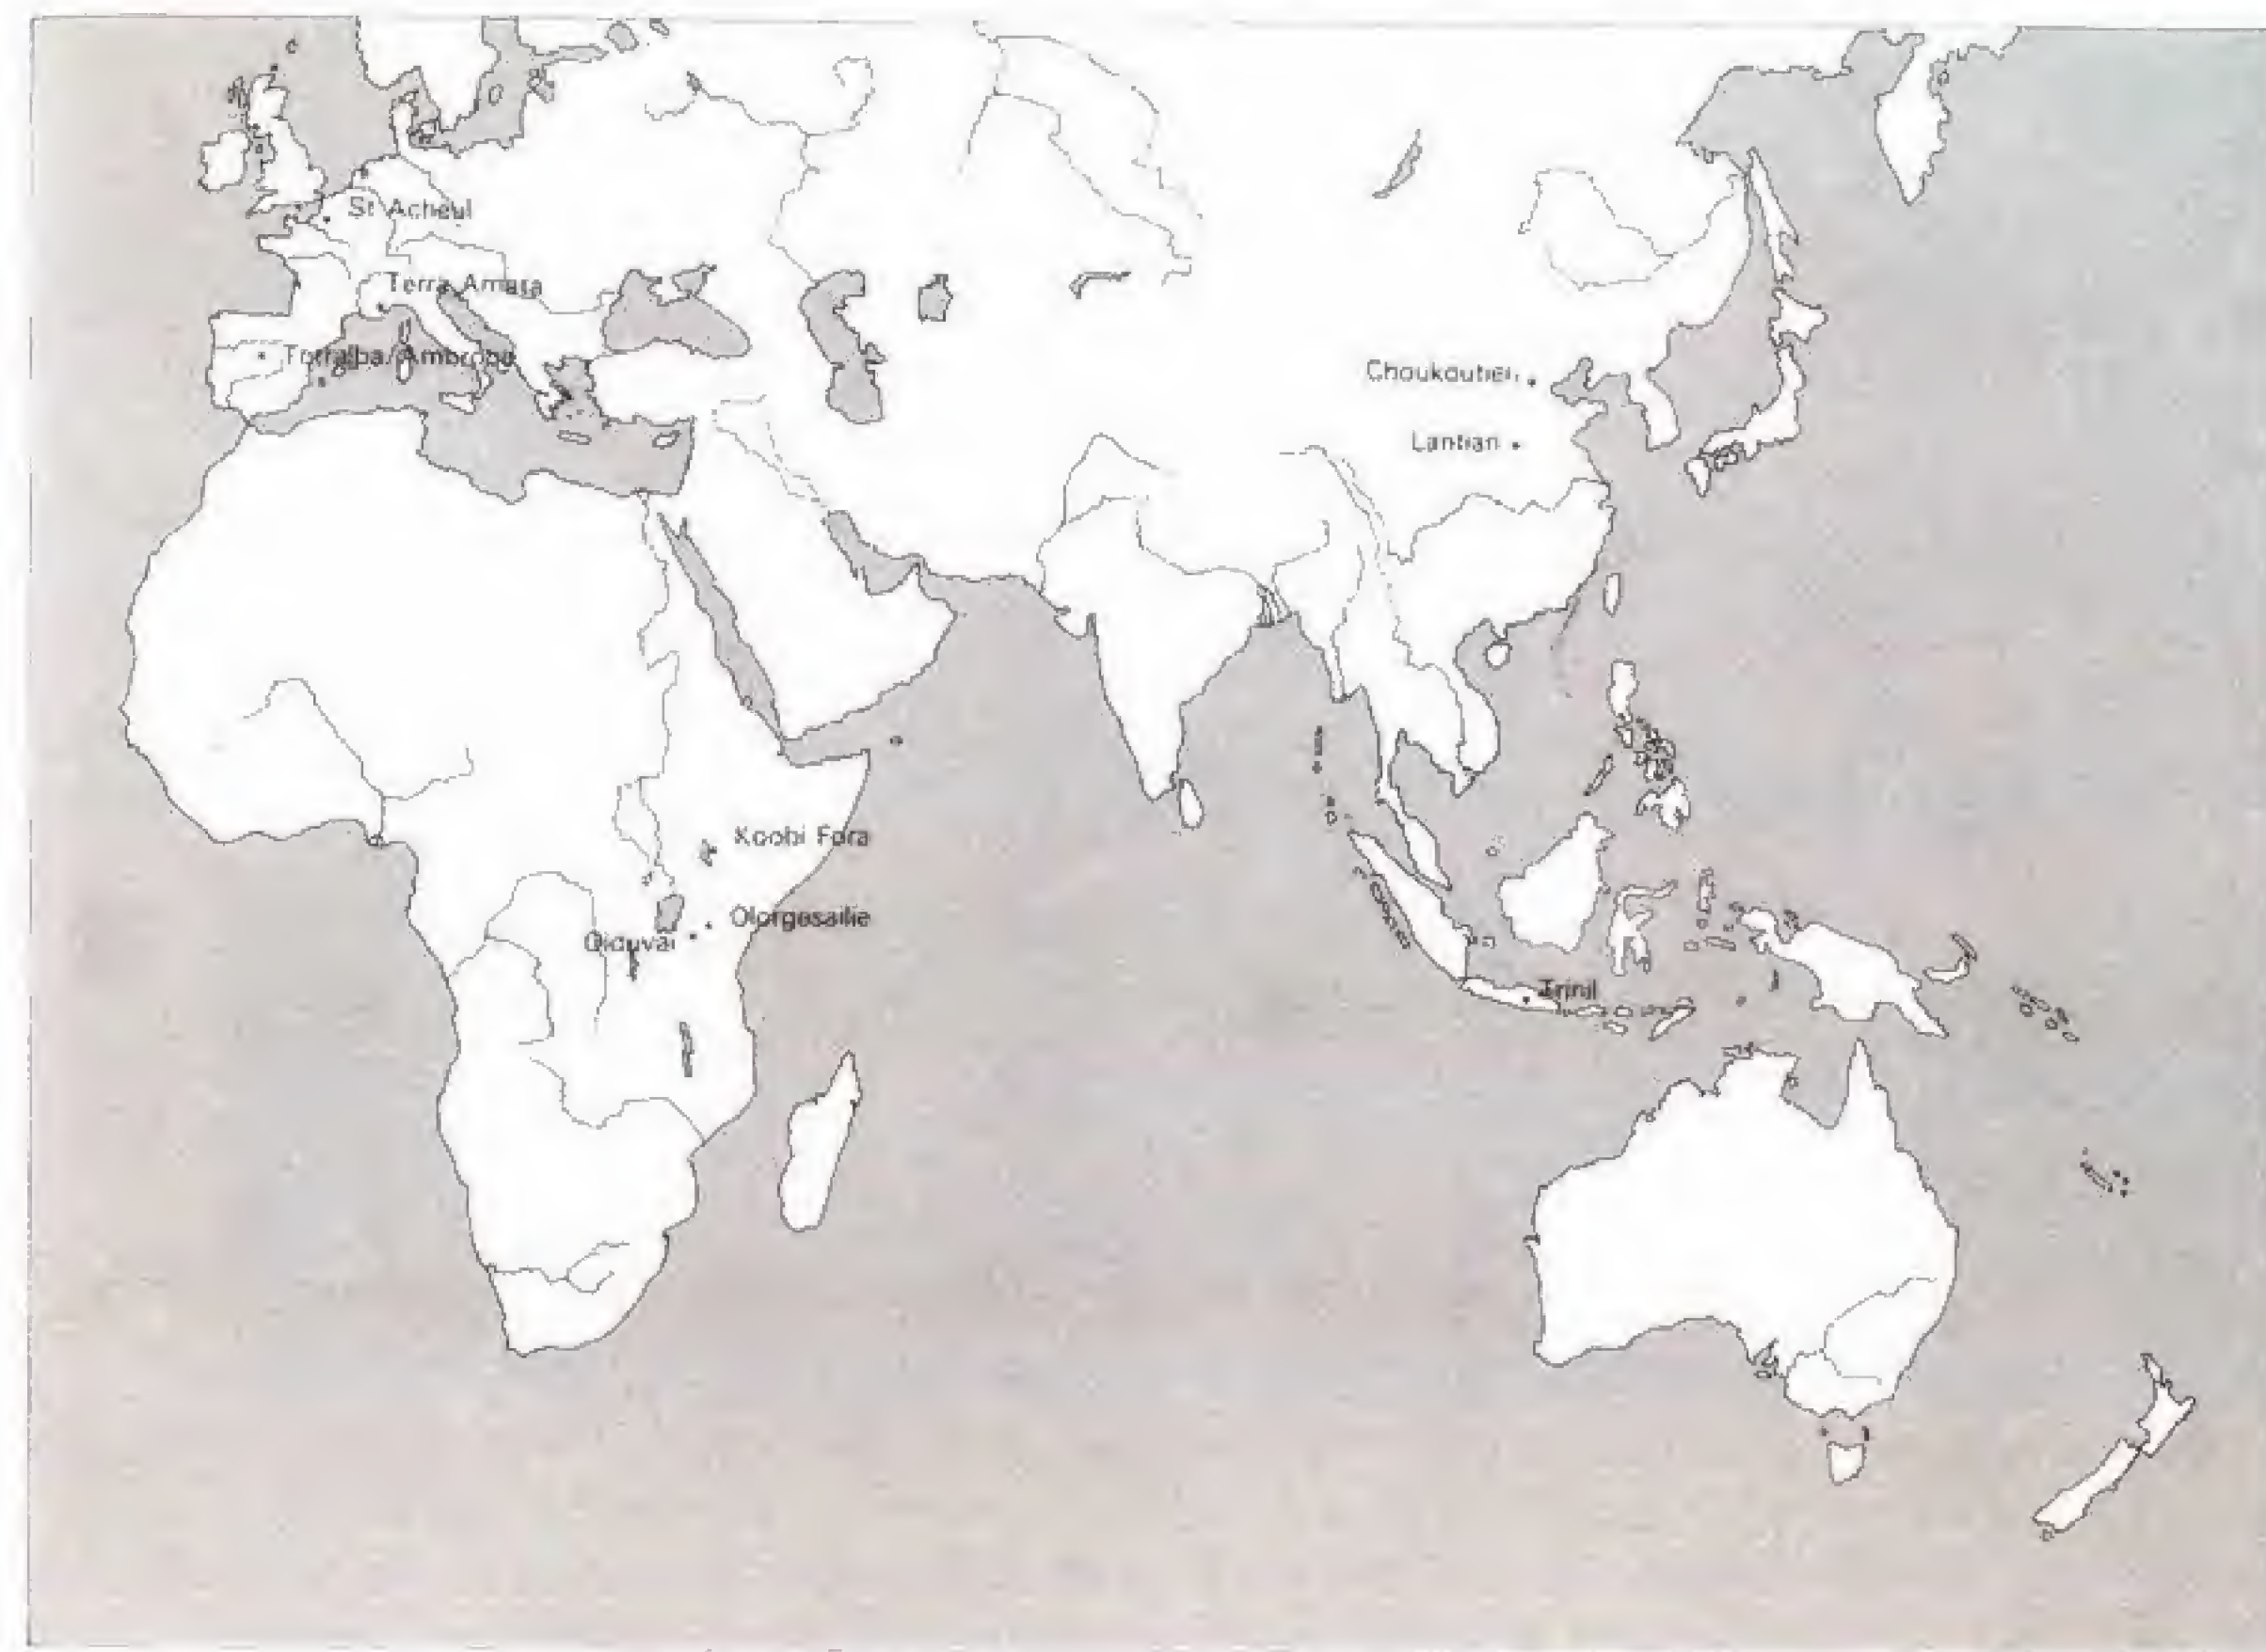 St Acheul
Terra Amata
Torralba/Ambrona
Choukoutien
Lantian
Koobi Fora
Olorgesailie
Olduvai
Trinil